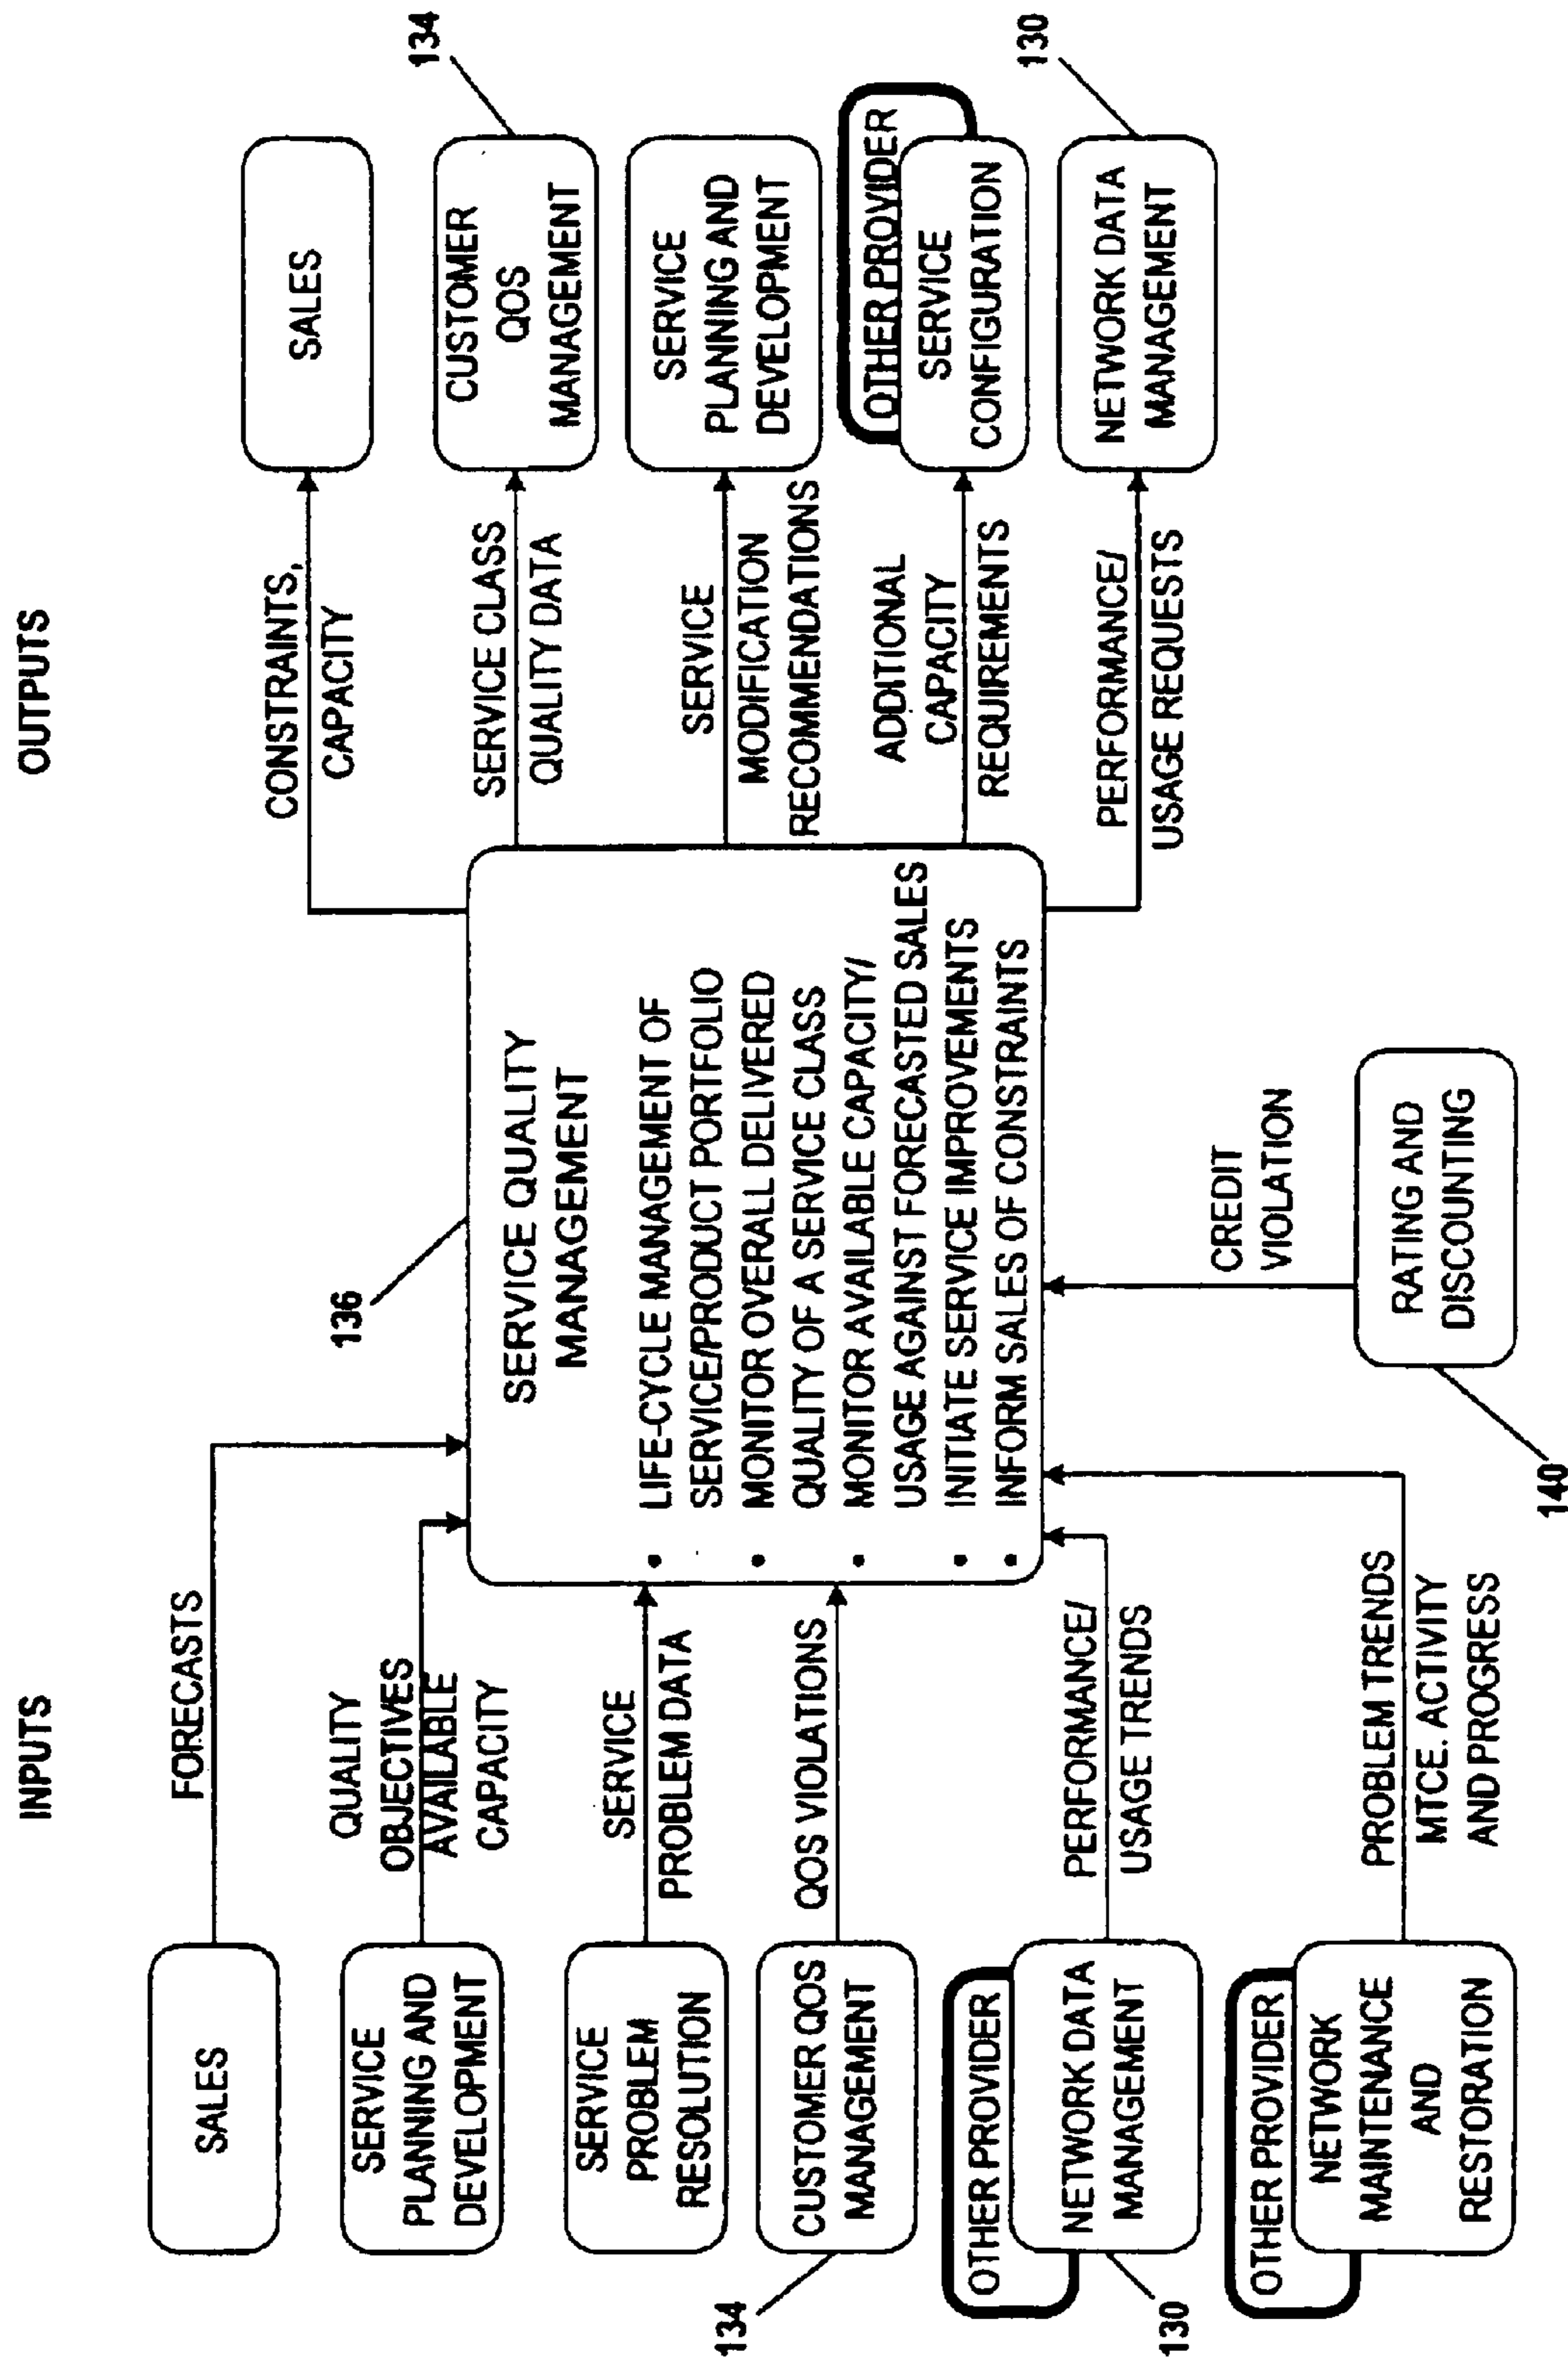 INPUTS
OUTPUTS
SALES
FORECASTS
SERVICE
PLANNING AND
DEVELOPMENT
QUALITY
OBJECTIVES
AVAILABLE
CAPACITY
SERVICE
PROBLEM
RESOLUTION
SERVICE
PROBLEM DATA
CUSTOMER QOS
MANAGEMENT
134
QOS VIOLATIONS
OTHER PROVIDER
NETWORK DATA
MANAGEMENT
130
PERFORMANCE/
USAGE TRENDS
OTHER PROVIDER
NETWORK
MAINTENANCE
AND
RESTORATION
PROBLEM TRENDS
MTCE. ACTIVITY
AND PROGRESS
136
SERVICE QUALITY
MANAGEMENT
• LIFE-CYCLE MANAGEMENT OF
SERVICE/PRODUCT PORTFOLIO
• MONITOR OVERALL DELIVERED
QUALITY OF A SERVICE CLASS
• MONITOR AVAILABLE CAPACITY/
USAGE AGAINST FORECASTED SALES
• INITIATE SERVICE IMPROVEMENTS
• INFORM SALES OF CONSTRAINTS
CREDIT
VIOLATION
RATING AND
DISCOUNTING
140
CONSTRAINTS,
CAPACITY
SALES
SERVICE CLASS
QUALITY DATA
CUSTOMER
QOS
MANAGEMENT
134
SERVICE
MODIFICATION
RECOMMENDATIONS
SERVICE
PLANNING AND
DEVELOPMENT
ADDITIONAL
CAPACITY
REQUIREMENTS
OTHER PROVIDER
SERVICE
CONFIGURATION
PERFORMANCE/
USAGE REQUESTS
NETWORK DATA
MANAGEMENT
130